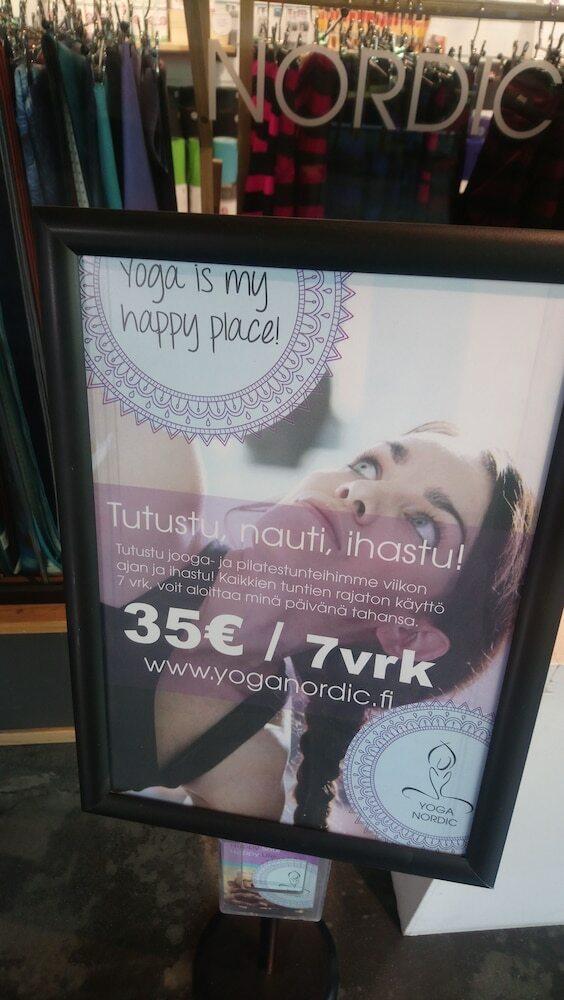 NORDIC
Yoga is my
happy place!
Tutustu, nauti, ihastu!
Tutustu jooga- ja pilatestunteihimme viikon
ajan ja ihastu! Kaikkien tuntien rajaton käyttö
7 vrk, voit aloittaa minä päivänä tahansa.
35€ / 7vrk
www.yoganordic.fi
YOGA
NORDIC